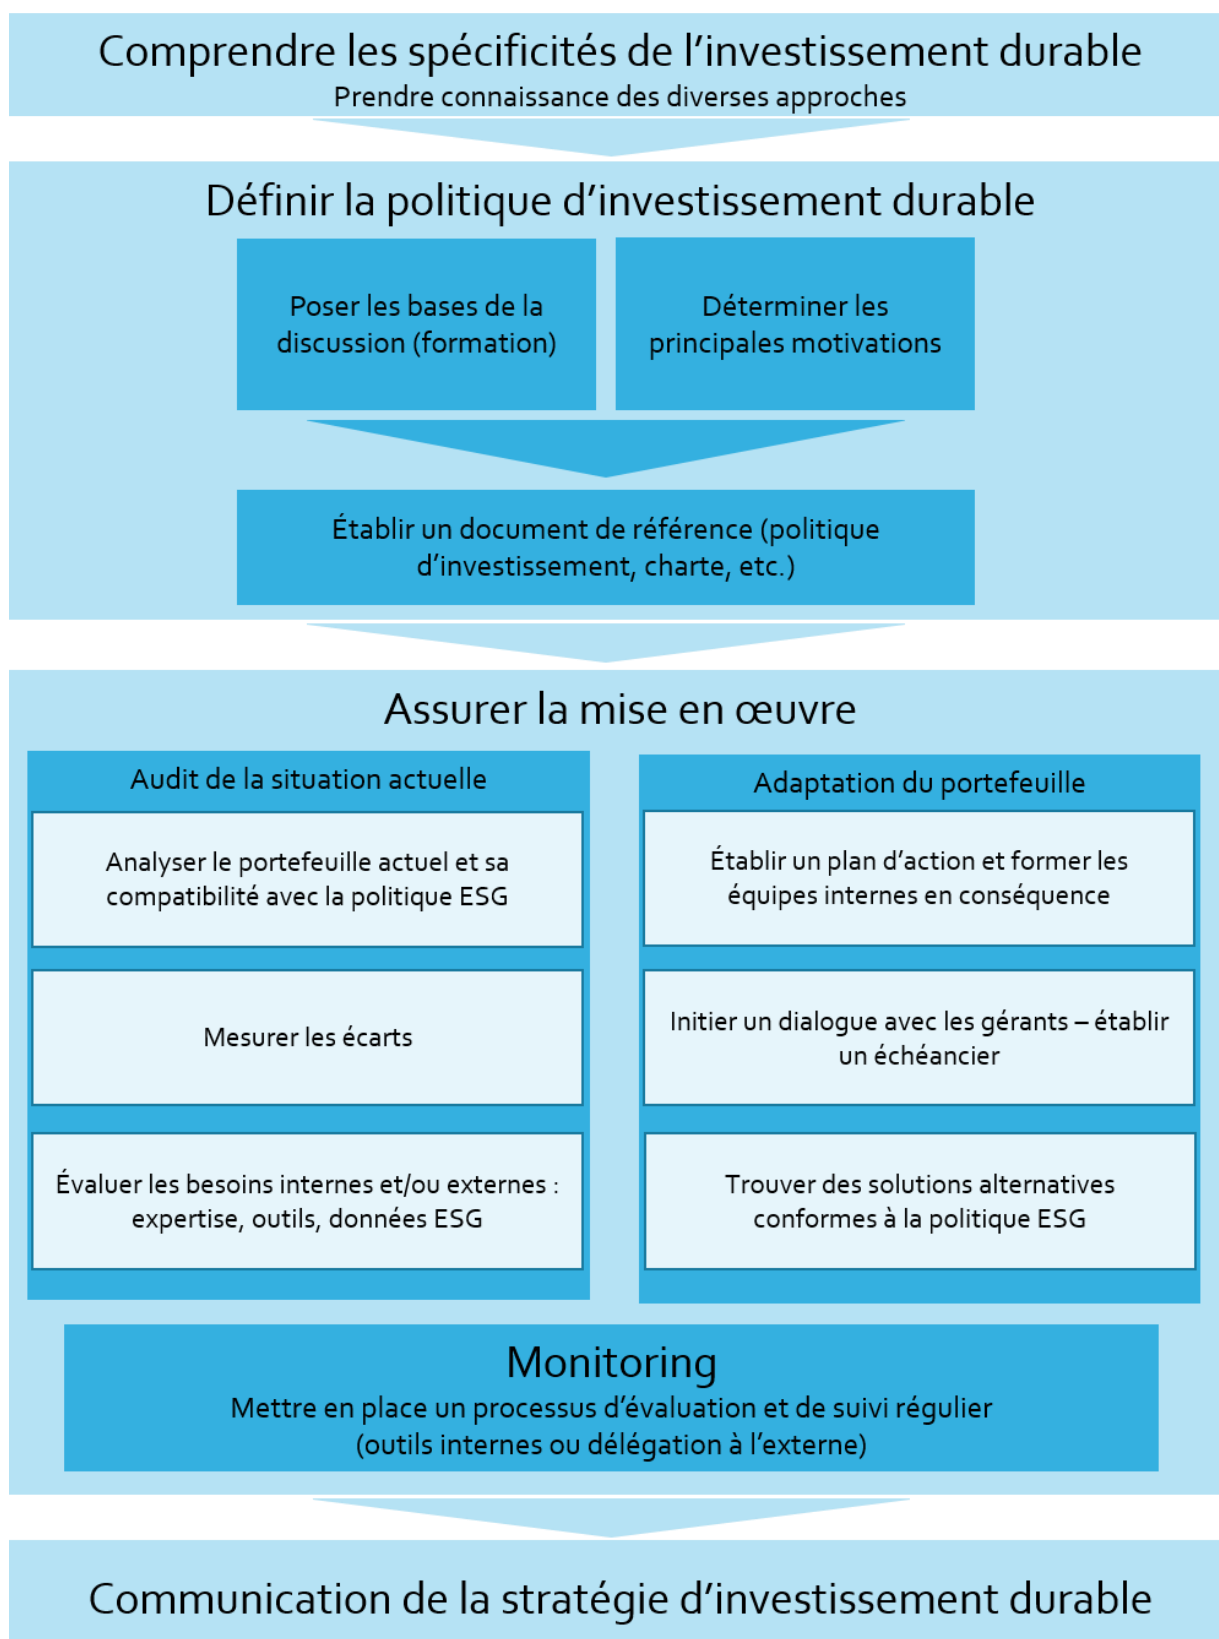 Comprendre les spécificités de l’investissement durable
Prendre connaissance des diverses approches
Définir la politique d’investissement durable
Poser les bases de la
discussion (formation)
Déterminer les
principales motivations
Établir un document de référence (politique
d’investissement, charte, etc.)
Assurer la mise en œuvre
Audit de la situation actuelle
Analyser le portefeuille actuel et sa
compatibilité avec la politique ESG
Mesurer les écarts
Évaluer les besoins internes et/ou externes :
expertise, outils, données ESG
Adaptation du portefeuille
Établir un plan d’action et former les
équipes internes en conséquence
Initier un dialogue avec les gérants – établir
un échéancier
Trouver des solutions alternatives
conformes à la politique ESG
Monitoring
Mettre en place un processus d’évaluation et de suivi régulier
(outils internes ou délégation à l’externe)
Communication de la stratégie d’investissement durable